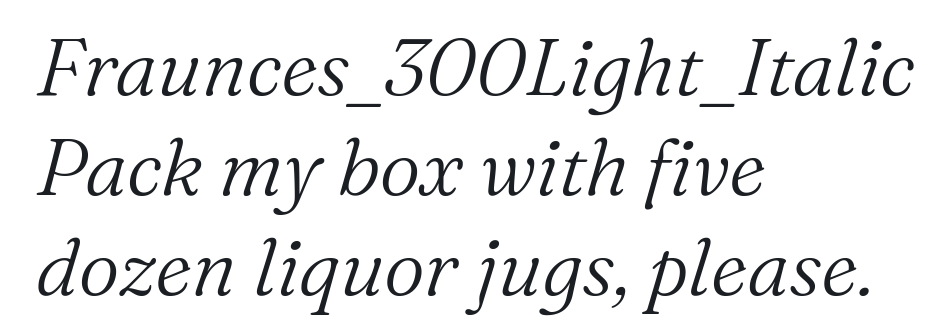 Fraunces_300Light_Italic
Pack my box with five
dozen liquor jugs, please.